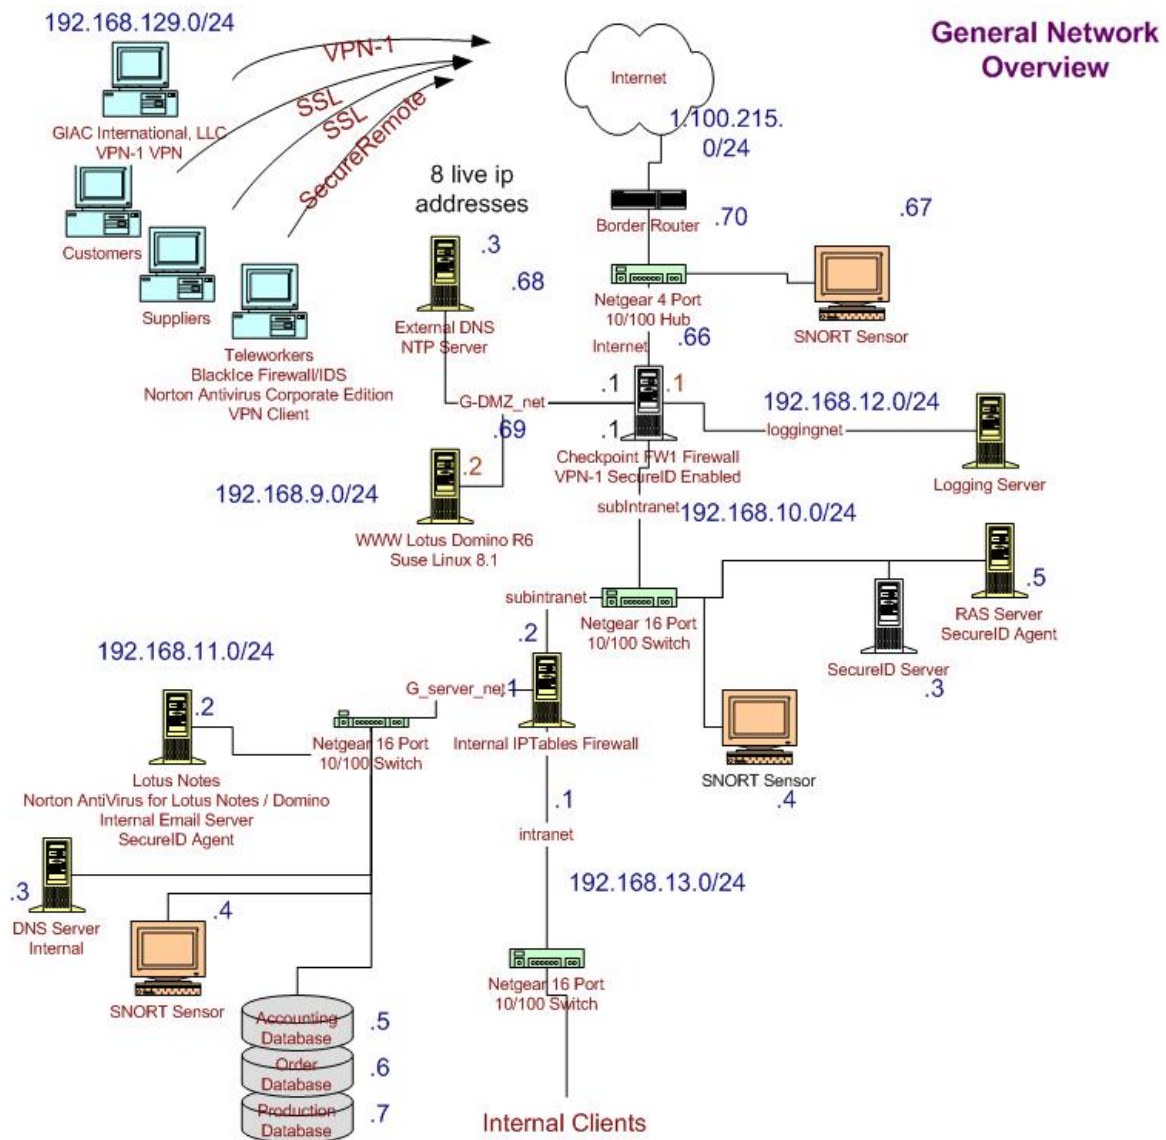 192.168.129.0/24
General Network
Overview
VPN-1
SSL
SSL
SecureRemote
Internet
GIAC International, LLC
VPN-1 VPN
1.100.215.
0/24
8 live ip
addresses
Customers
Suppliers
Teleworkers
BlackIce Firewall/IDS
Norton Antivirus Corporate Edition
VPN Client
.3
.68
External DNS
NTP Server
Border Router
.70
.67
Netgear 4 Port
10/100 Hub
SNORT Sensor
Internet
.66
.1
.1
.1
G-DMZ_net
.69
192.168.12.0/24
loggingnet
Logging Server
Checkpoint FW1 Firewall
VPN-1 SecureID Enabled
192.168.9.0/24
.2
WWW Lotus Domino R6
Suse Linux 8.1
subIntranet
192.168.10.0/24
subintranet
Netgear 16 Port
10/100 Switch
.5
RAS Server
SecureID Agent
SecureID Server
.3
SNORT Sensor
.4
.2
192.168.11.0/24
G_server_net
.1
Internal IPTables Firewall
.2
Netgear 16 Port
10/100 Switch
Lotus Notes
Norton AntiVirus for Lotus Notes / Domino
Internal Email Server
SecureID Agent
.1
intranet
192.168.13.0/24
.3
DNS Server
Internal
.4
SNORT Sensor
Netgear 16 Port
10/100 Switch
Accounting
Database
.5
Order
Database
.6
Production
Database
.7
Internal Clients